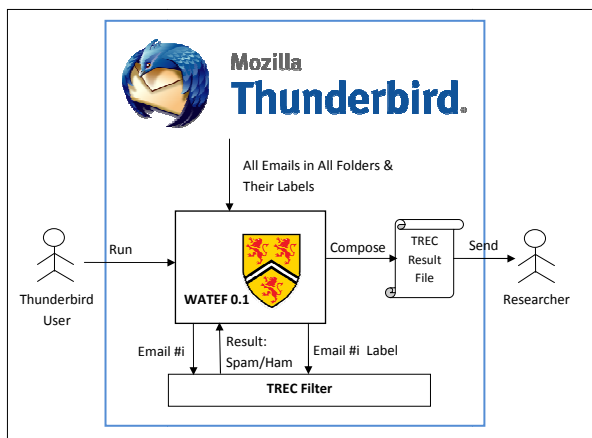 Mozilla
Thunderbird®
All Emails in All Folders &
Their Labels
Run
Compose
TREC
Result
File
Send
Thunderbird
User
WATEF 0.1
Researcher
Email #i
Result:
Spam/Ham
Email #i Label
TREC Filter